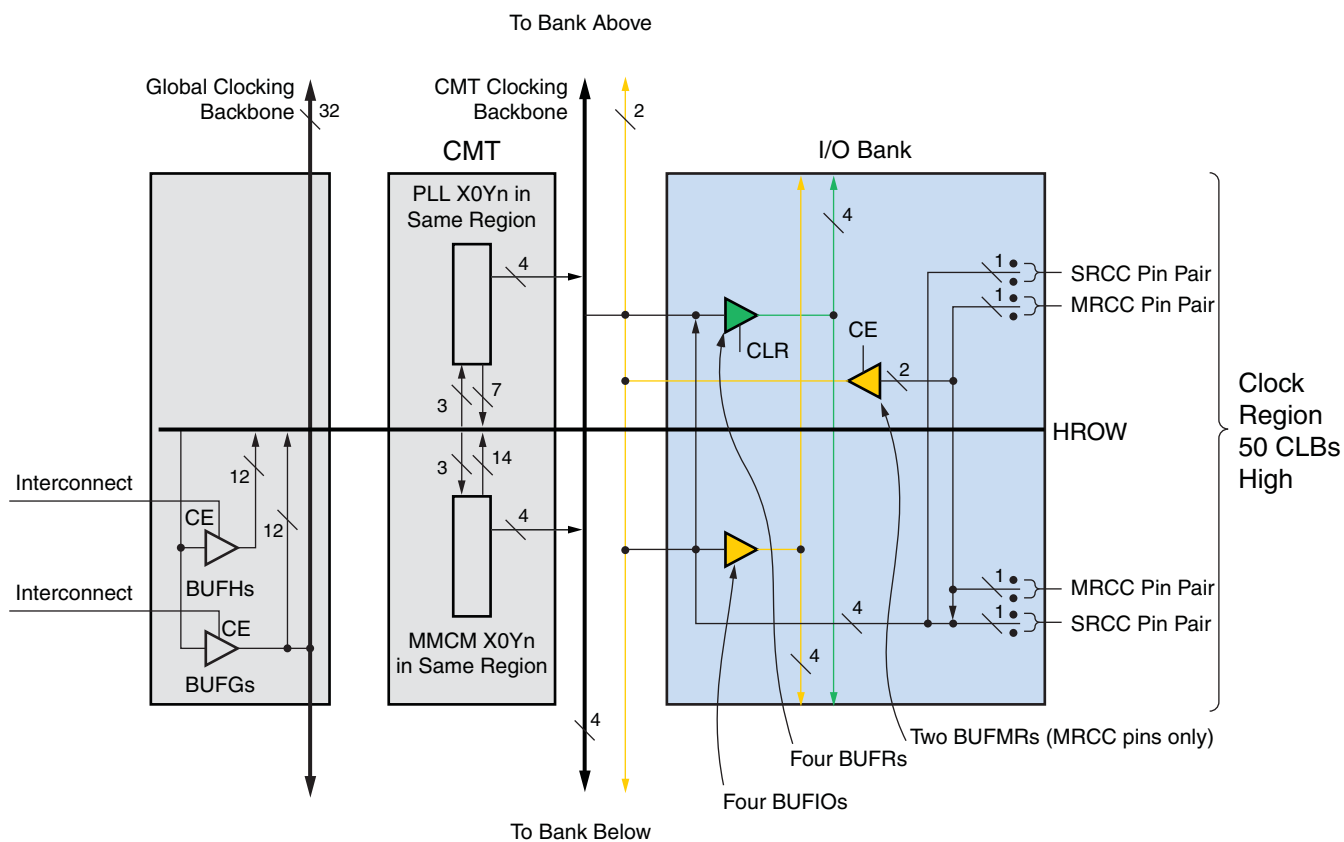 To Bank Above
Global Clocking
Backbone
32
CMT Clocking
Backbone
2
CMT
I/O Bank
PLL X0Yn in
Same Region
4
4
1
SRCC Pin Pair
1
MRCC Pin Pair
CLR
CE
2
3
7
Clock
Region
50 CLBs
High
HROW
3
14
12
Interconnect
CE
12
4
BUFHs
Interconnect
CE
1
MRCC Pin Pair
4
1
SRCC Pin Pair
MMCM X0Yn
in Same Region
4
BUFGs
4
Two BUFMRs (MRCC pins only)
Four BUFRs
Four BUFIOs
To Bank Below